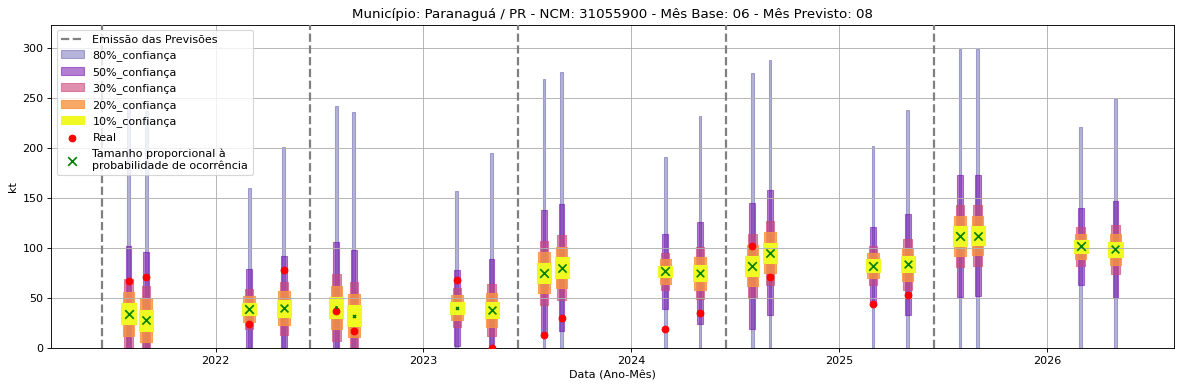 Município: Paranaguá / PR - NCM: 31055900 - Mês Base: 06 - Mês Previsto: 08
Emissão das Previsões
80%_confiança
50%_confiança
30%_confiança
20%_confiança
10%_confiança
Real
Tamanho proporcional à
probabilidade de ocorrência
300
250
200
150
100
50
0
kt
2022
2023
2024
2025
2026
Data (Ano-Mês)